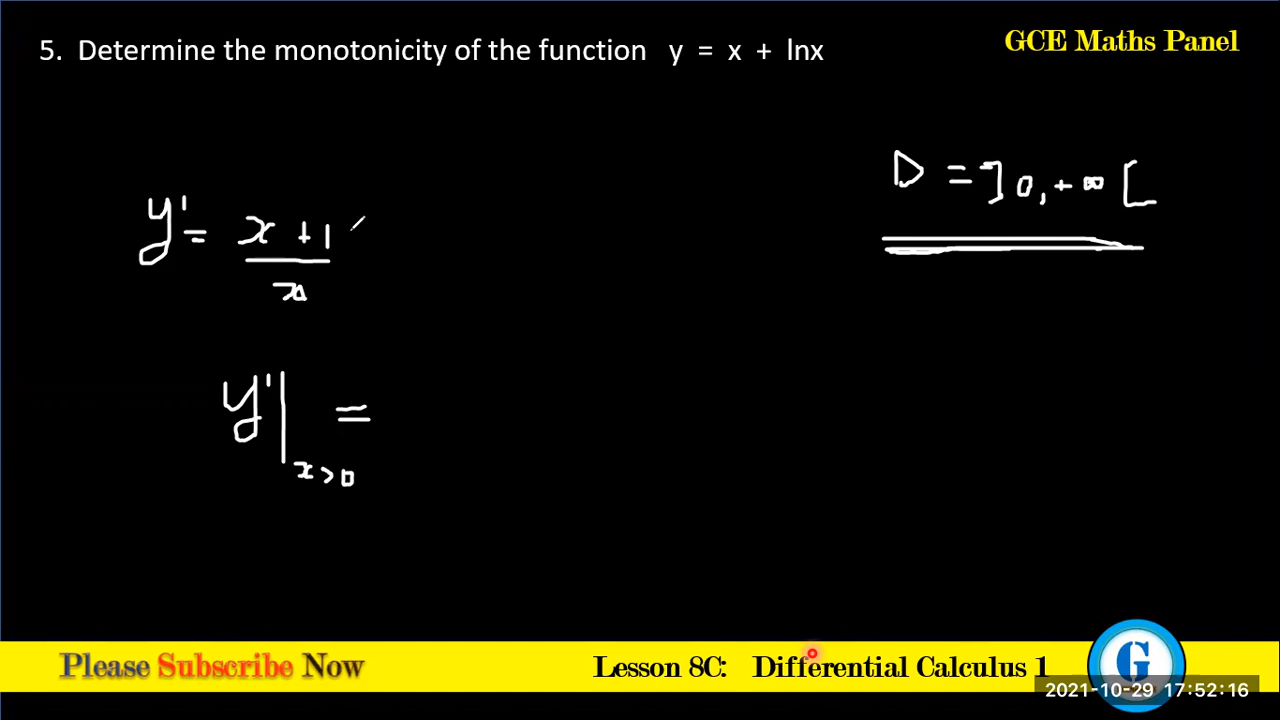 5. Determine the monotonicity of the function y = x + lnx
GCE Maths Panel
D = ]0, +∞[
y' = x + 1
x
y'| =
x > 0
Please Subscribe Now
Lesson 8C: Differential Calculus 1
G
2021-10-29 17:52:16